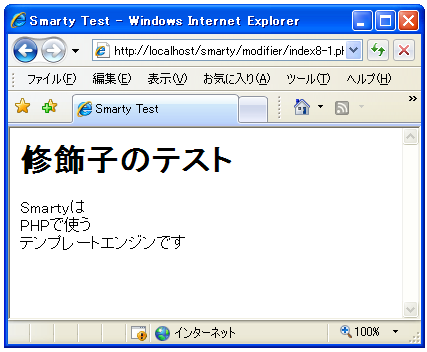 Smarty Test - Windows Internet Explorer
http://localhost/smarty/modifier/index8-1.ph
ファイル(F) 編集(E) 表示(V) お気に入り(A) ツール(T) ヘルプ(H)
Smarty Test
修飾子のテスト
Smartyは
PHPで使う
テンプレートエンジンです
インターネット 100%